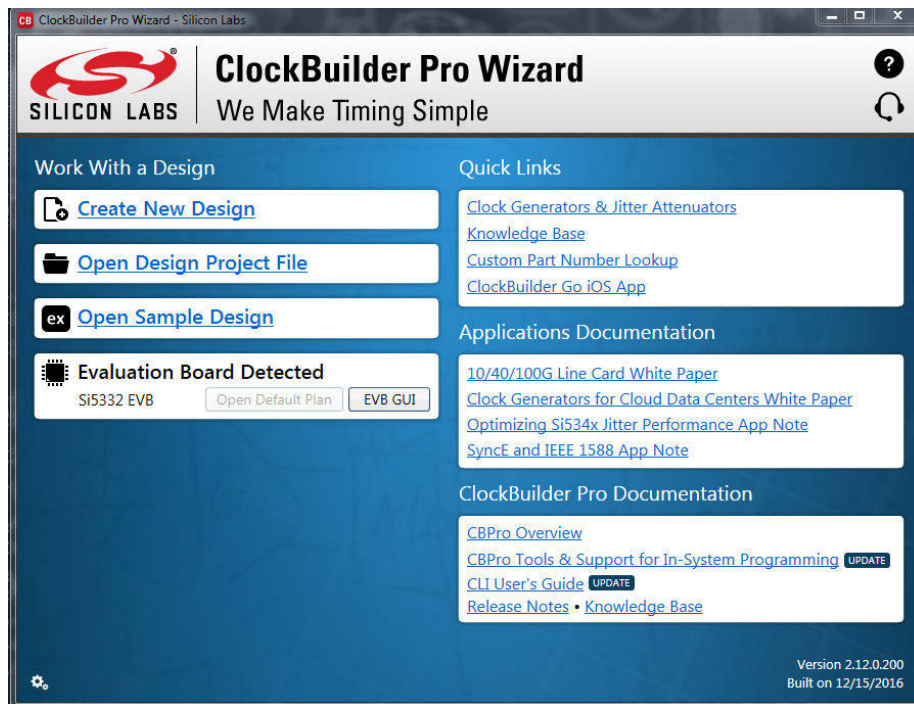 CB ClockBuilder Pro Wizard - Silicon Labs
SILICON LABS
ClockBuilder Pro Wizard
We Make Timing Simple
?
Work With a Design
Create New Design
Open Design Project File
ex Open Sample Design
Evaluation Board Detected
Si5332 EVB Open Default Plan EVB GUI
Quick Links
Clock Generators & Jitter Attenuators
Knowledge Base
Custom Part Number Lookup
ClockBuilder Go iOS App
Applications Documentation
10/40/100G Line Card White Paper
Clock Generators for Cloud Data Centers White Paper
Optimizing Si534x Jitter Performance App Note
SyncE and IEEE 1588 App Note
ClockBuilder Pro Documentation
CBPro Overview
CBPro Tools & Support for In-System Programming UPDATE
CLI User's Guide UPDATE
Release Notes • Knowledge Base
Version 2.12.0.200
Built on 12/15/2016